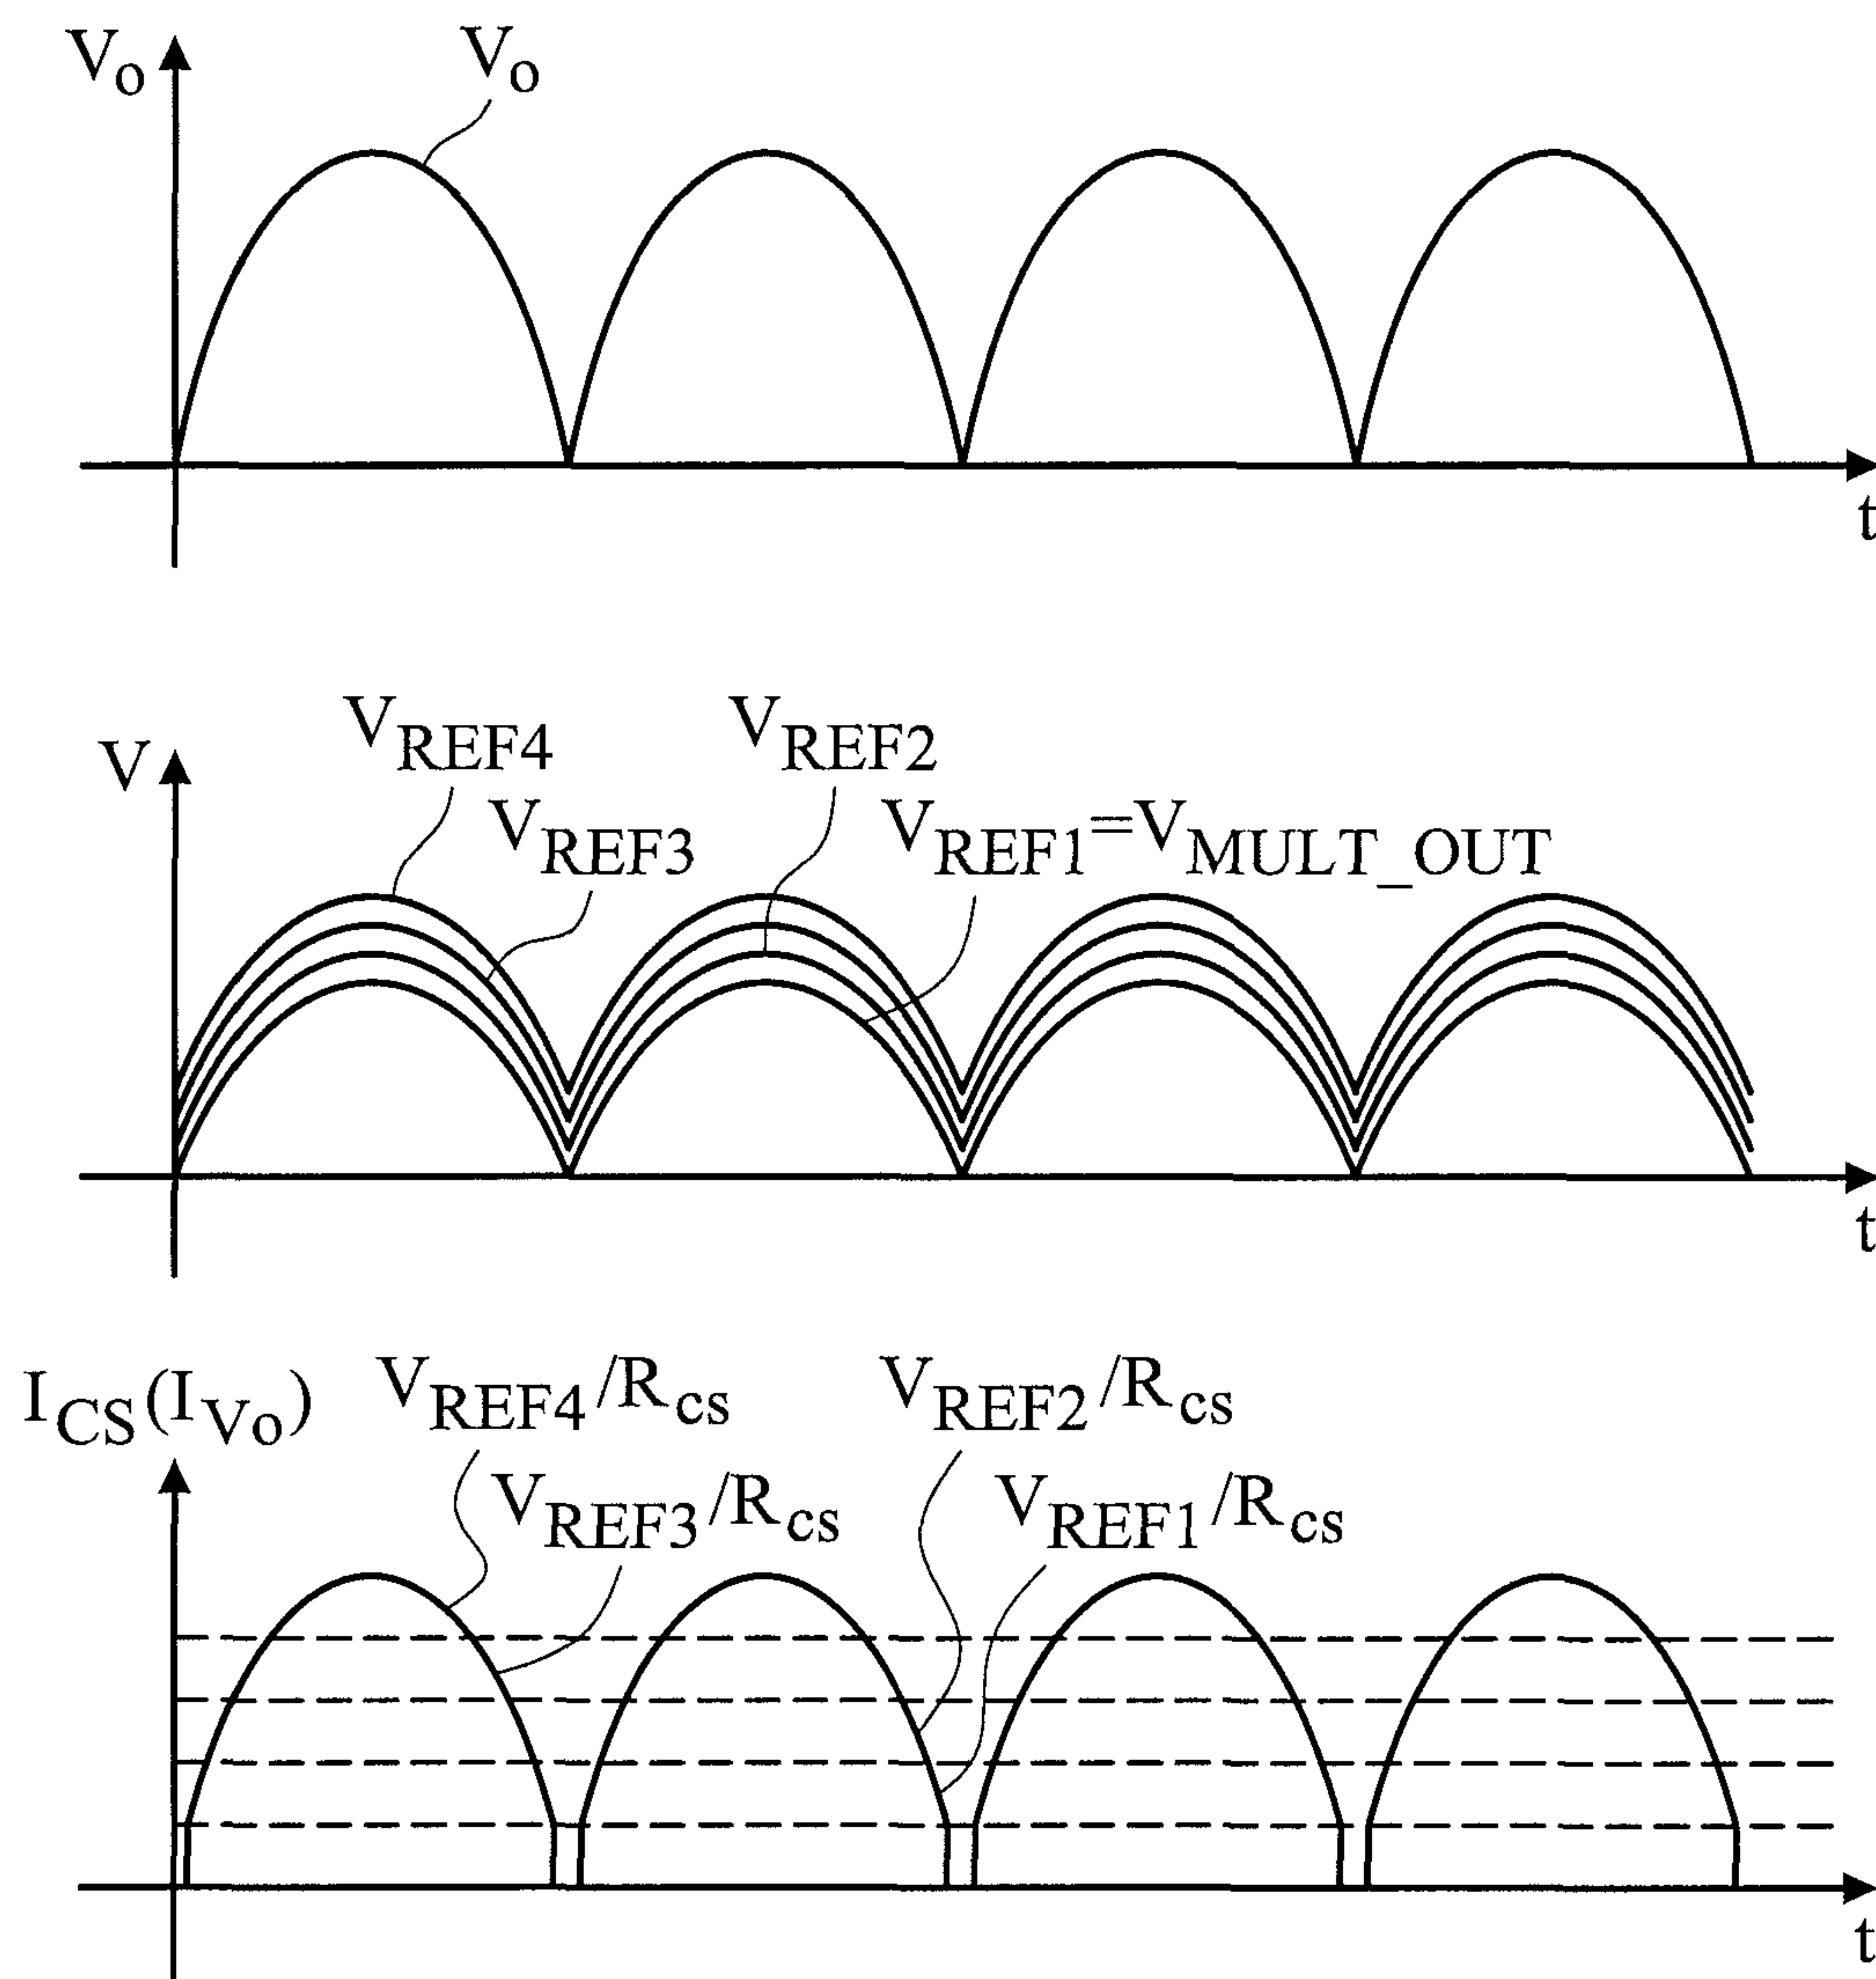 Vo Vo
t
VREF4 VREF2
V
VREF3 VREF1=VMULT_OUT
t
ICS(IVo) VREF4/Rcs VREF2/Rcs
VREF3/Rcs VREF1/Rcs
t